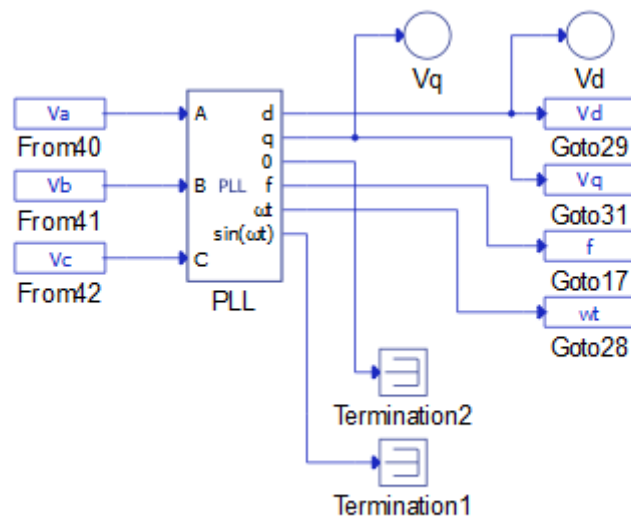 Vq
Vd
Va
From40
A
d
Vd
Goto29
q
0
Vb
From41
B
PLL
f
Vq
Goto31
ωt
sin(ωt)
Vc
From42
C
f
Goto17
PLL
wt
Goto28
Termination2
Termination1